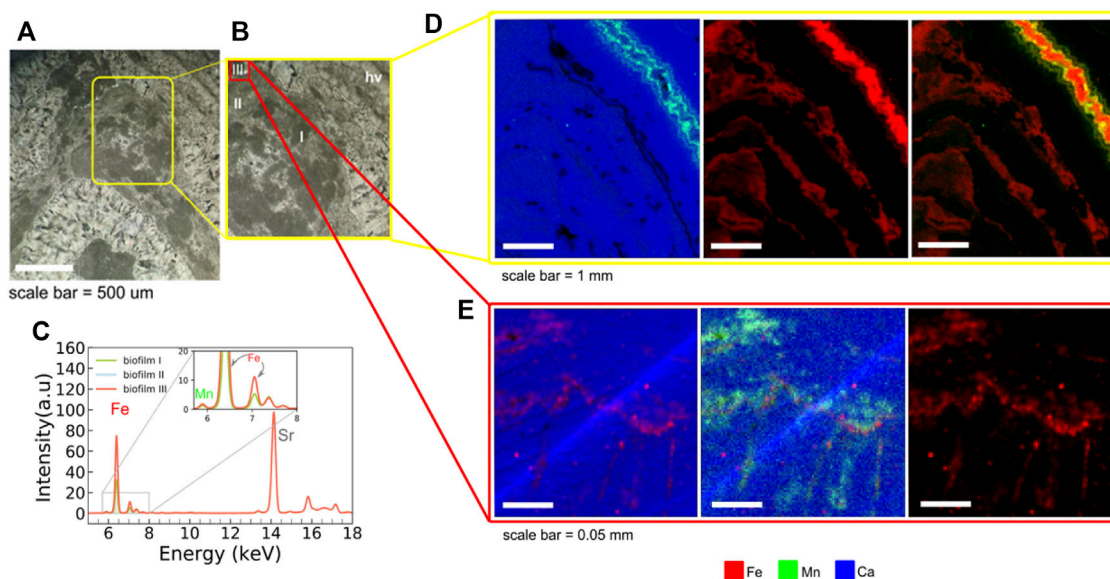 A
B
D
hv
III
II
I
scale bar = 500 um
scale bar = 1 mm
C
E
160
140
120
100
80
60
40
20
0
Intensity(a.u)
biofilm I
biofilm II
biofilm III
Fe
20
10
0
Mn
Fe
6
7
8
Sr
6 8 10 12 14 16 18
Energy (keV)
scale bar = 0.05 mm
Fe Mn Ca